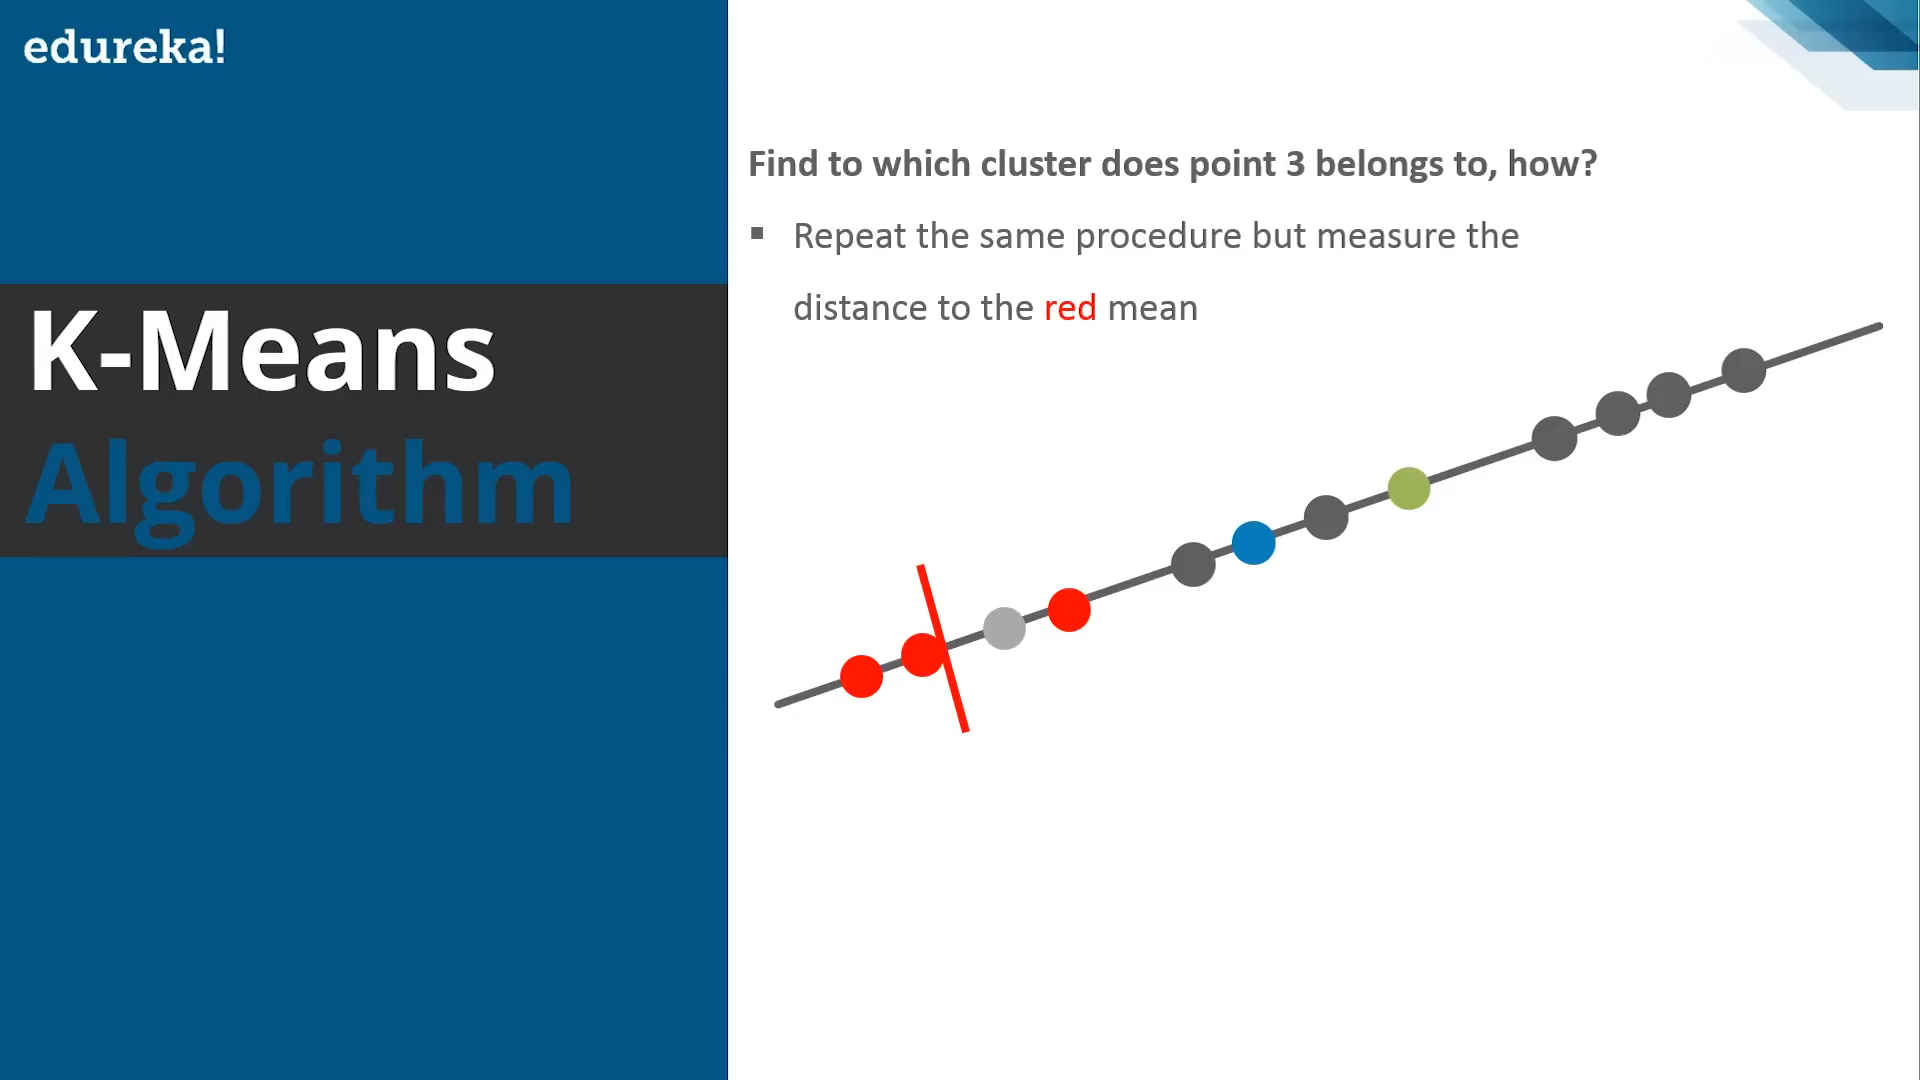 edureka!
K-Means
Algorithm
Find to which cluster does point 3 belongs to, how?
▪ Repeat the same procedure but measure the
distance to the red mean